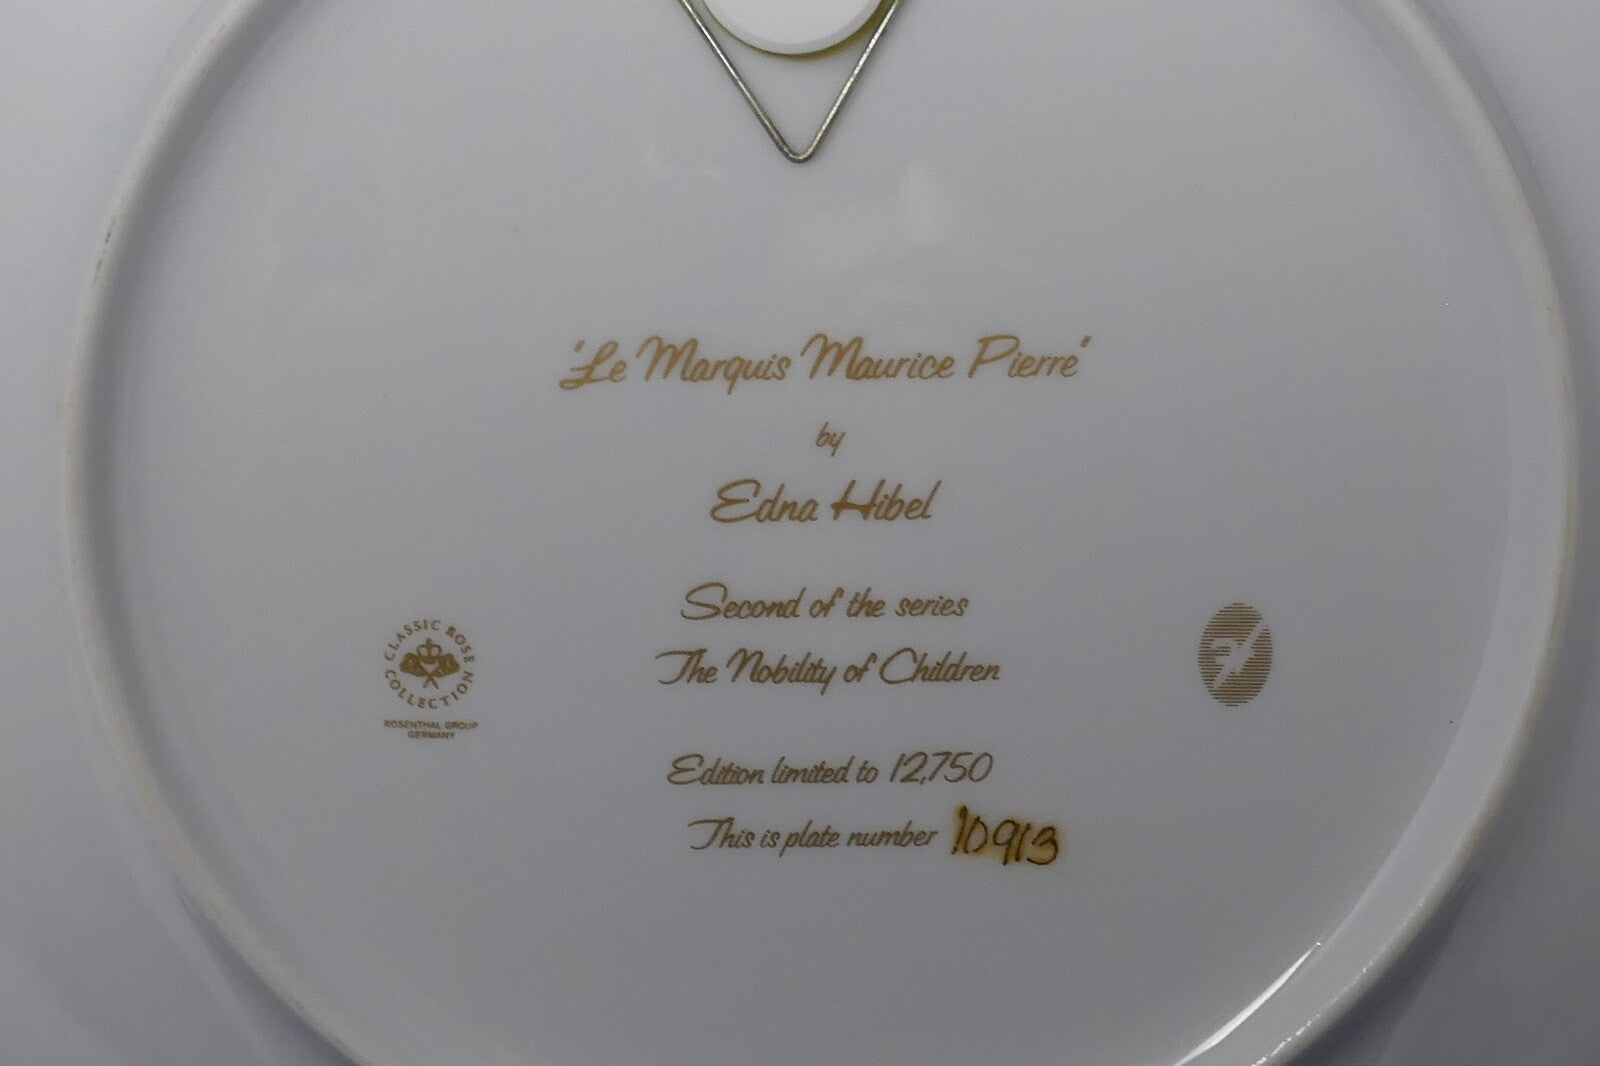 'Le Marquis Maurice Pierre'
by
Edna Hibel
Second of the series
The Nobility of Children
CLASSIC ROSE
COLLECTION
ROSENTHAL GROUP
GERMANY
Edition limited to 12,750
This is plate number 10913